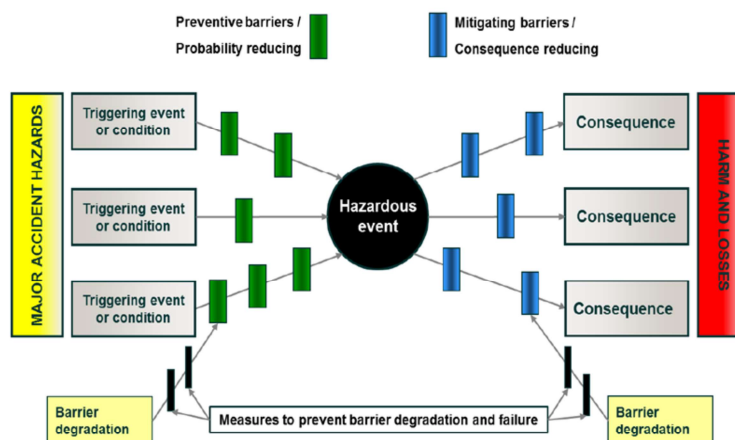 Preventive barriers /
Probability reducing
Mitigating barriers /
Consequence reducing
MAJOR ACCIDENT HAZARDS
Triggering event
or condition
Triggering event
or condition
Triggering event
or condition
Hazardous
event
Consequence
Consequence
Consequence
HARM AND LOSSES
Barrier
degradation
Measures to prevent barrier degradation and failure
Barrier
degradation